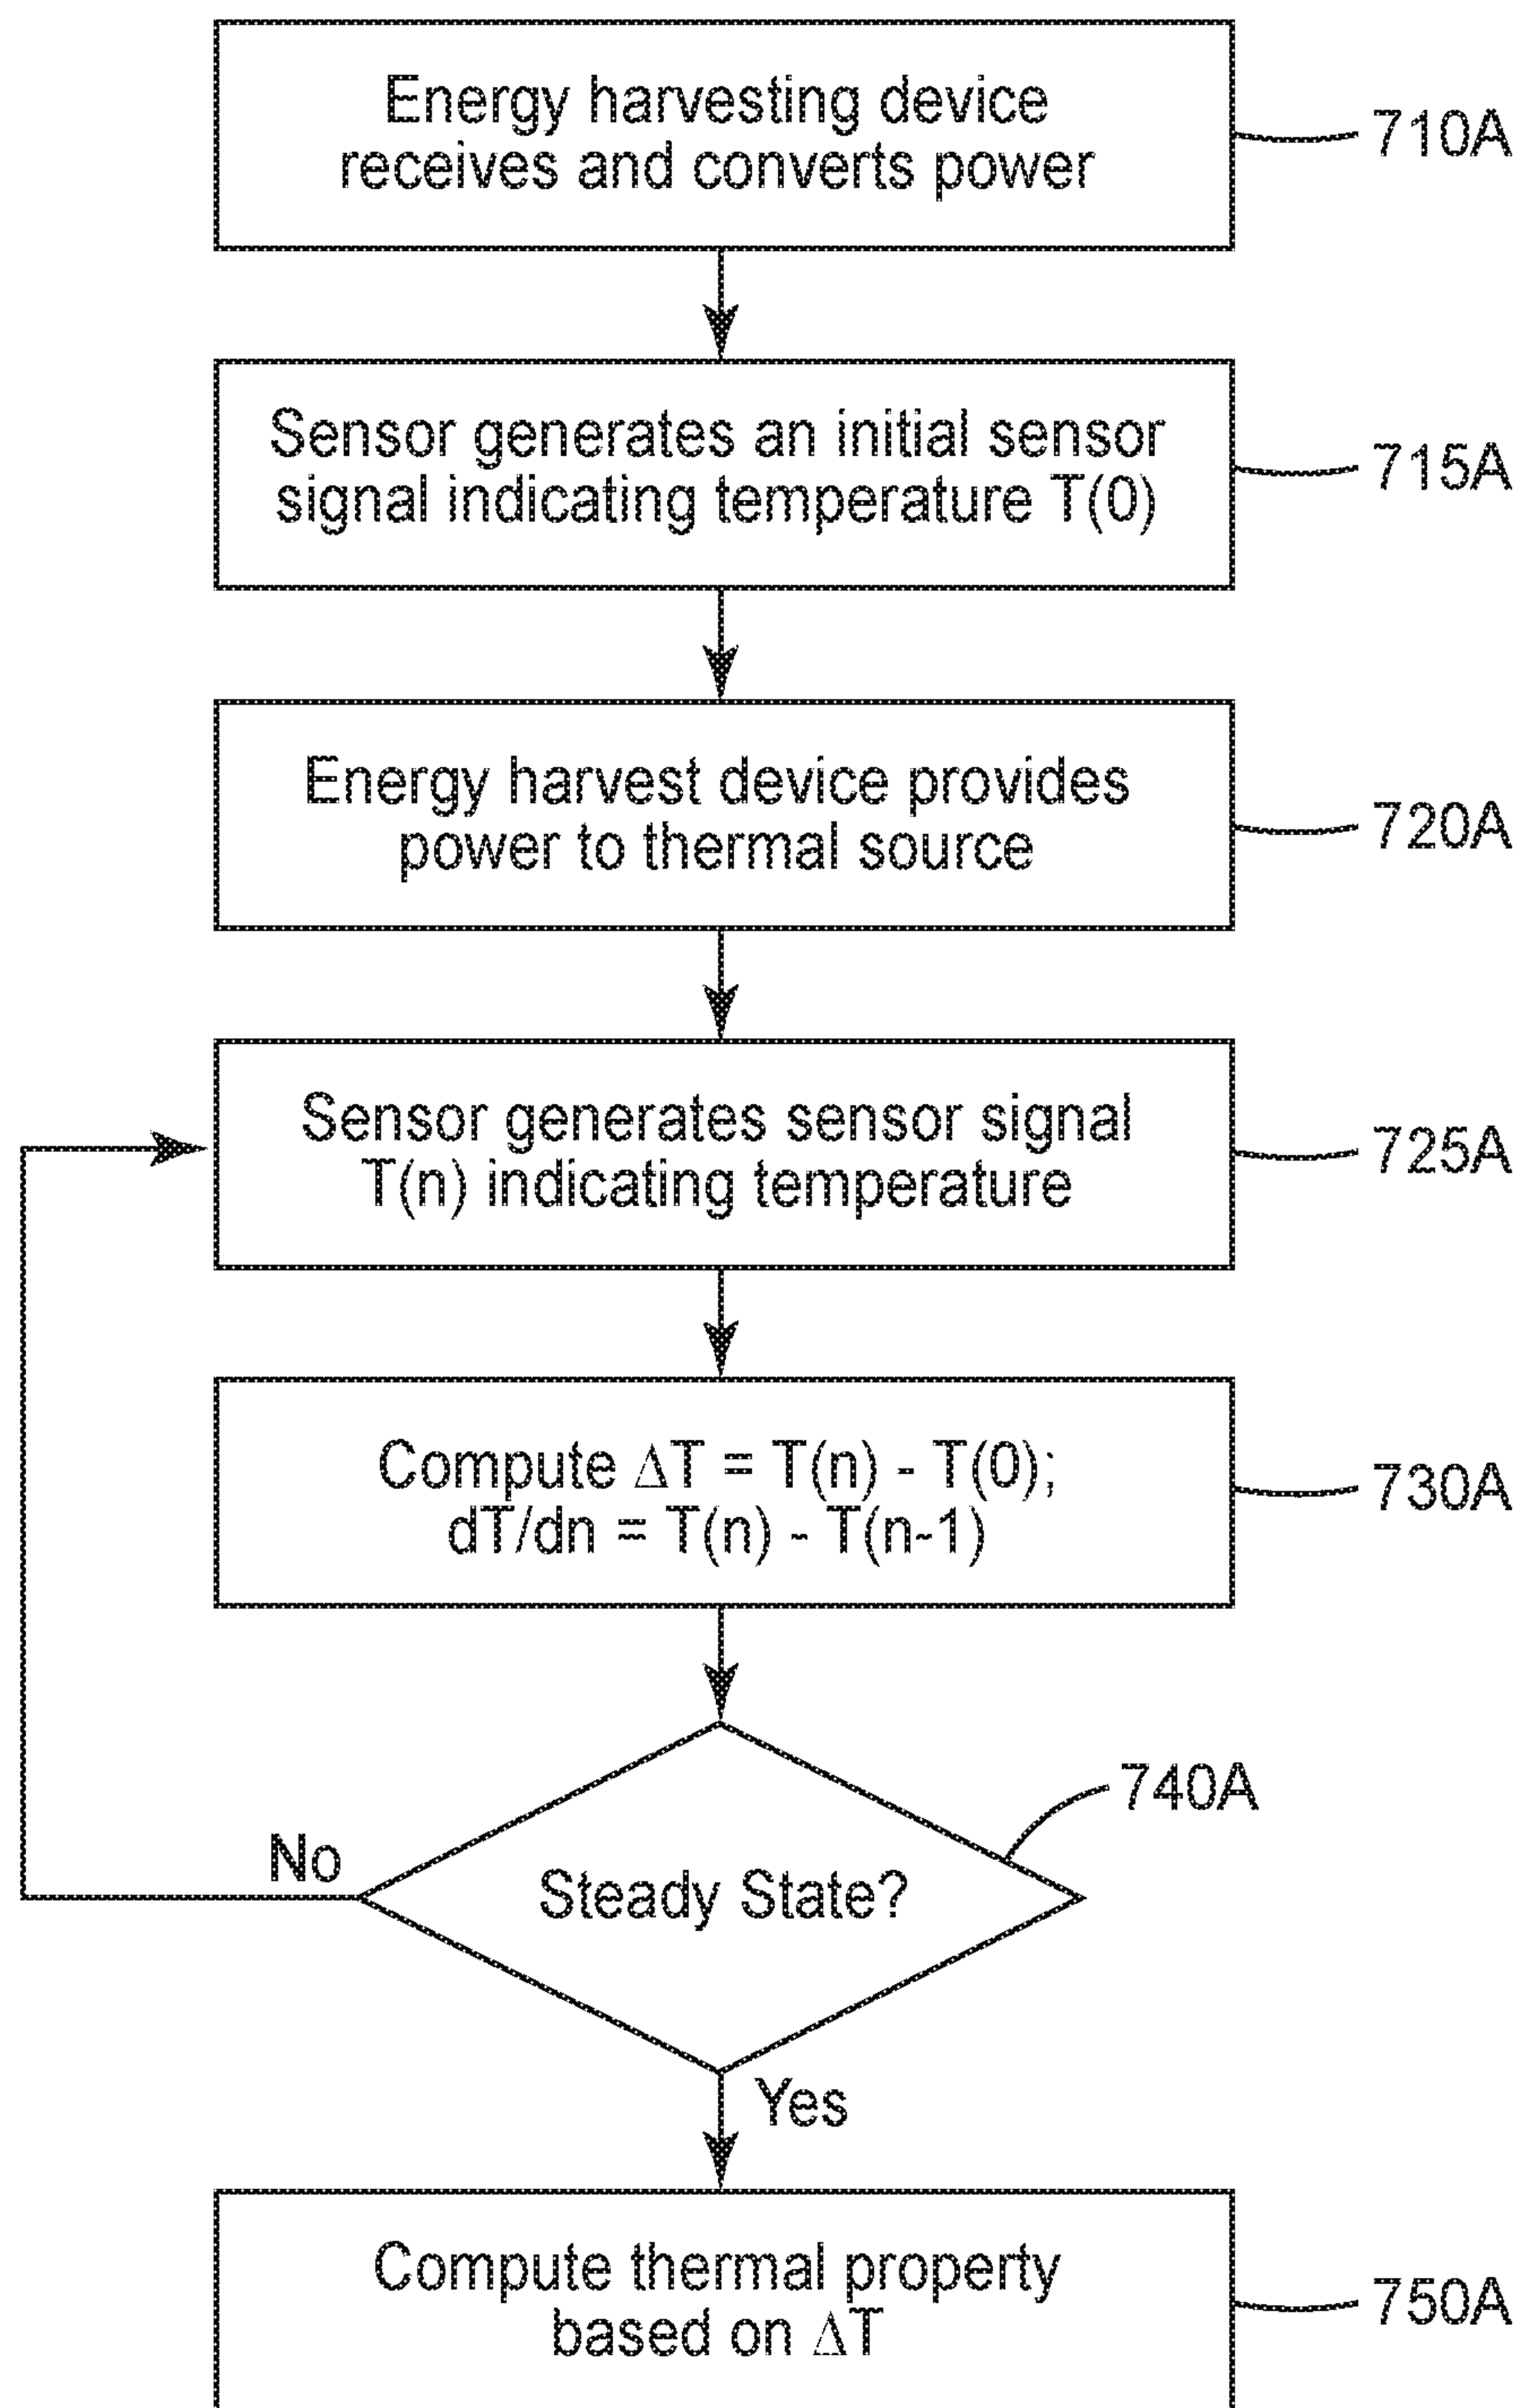 Energy harvesting device
receives and converts power
710A
Sensor generates an initial sensor
signal indicating temperature T(0)
715A
Energy harvest device provides
power to thermal source
720A
Sensor generates sensor signal
T(n) indicating temperature
725A
Compute ΔT = T(n) - T(0);
dT/dn = T(n) - T(n-1)
730A
740A
No
Steady State?
Yes
Compute thermal property
based on ΔT
750A